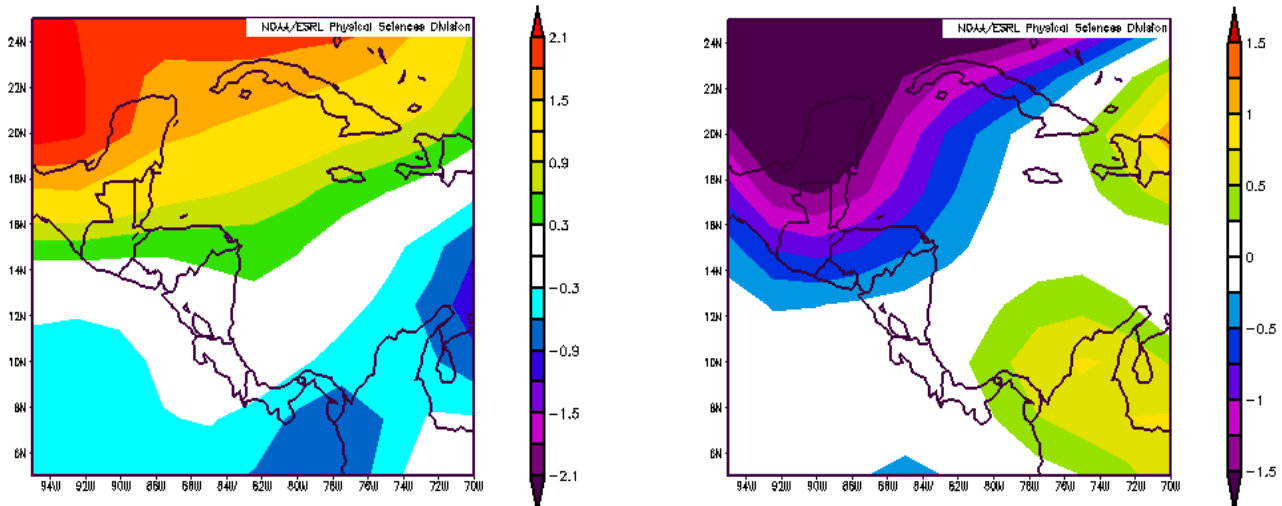 NOAA/ESRL Physical Sciences Division
24N
22N
20N
18N
16N
14N
12N
10N
8N
6N
94W 92W 90W 88W 86W 84W 82W 80W 78W 76W 74W 72W 70W
2.1
1.5
0.9
0.3
-0.3
-0.9
-1.5
-2.1
NOAA/ESRL Physical Sciences Division
24N
22N
20N
18N
16N
14N
12N
10N
8N
6N
94W 92W 90W 88W 86W 84W 82W 80W 78W 76W 74W 72W 70W
1.5
1
0.5
0
-0.5
-1
-1.5